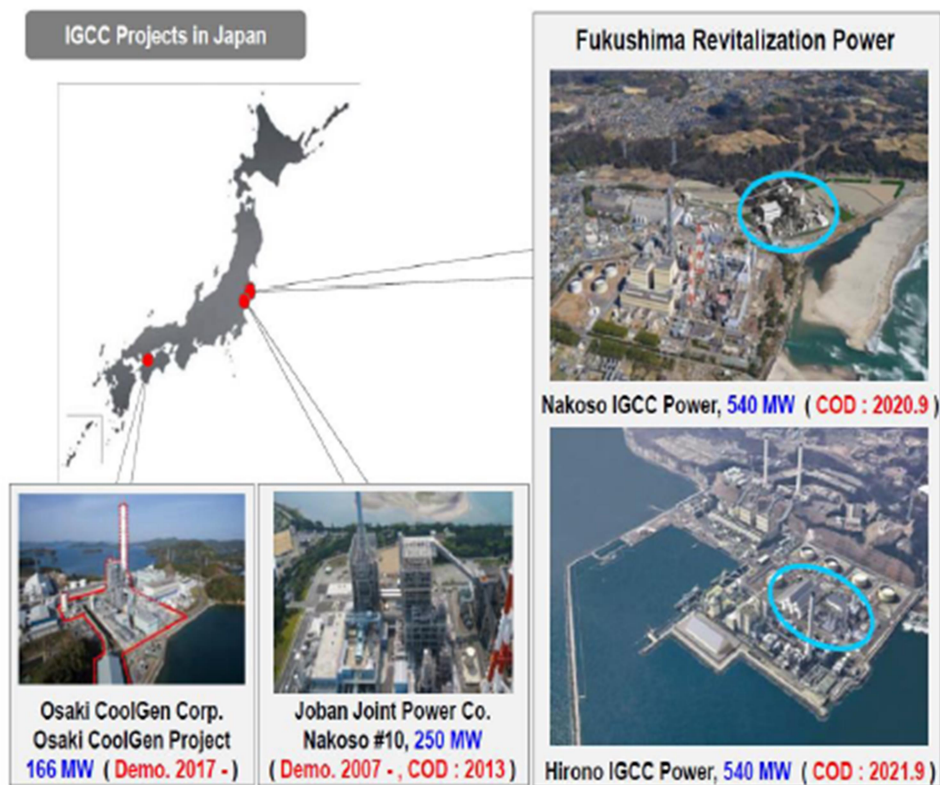 IGCC Projects in Japan
Fukushima Revitalization Power
Nakoso IGCC Power, 540 MW ( COD : 2020.9 )
Hirono IGCC Power, 540 MW ( COD : 2021.9 )
Osaki CoolGen Corp.
Osaki CoolGen Project
166 MW ( Demo. 2017 - )
Joban Joint Power Co.
Nakoso #10, 250 MW
( Demo. 2007 - , COD : 2013 )